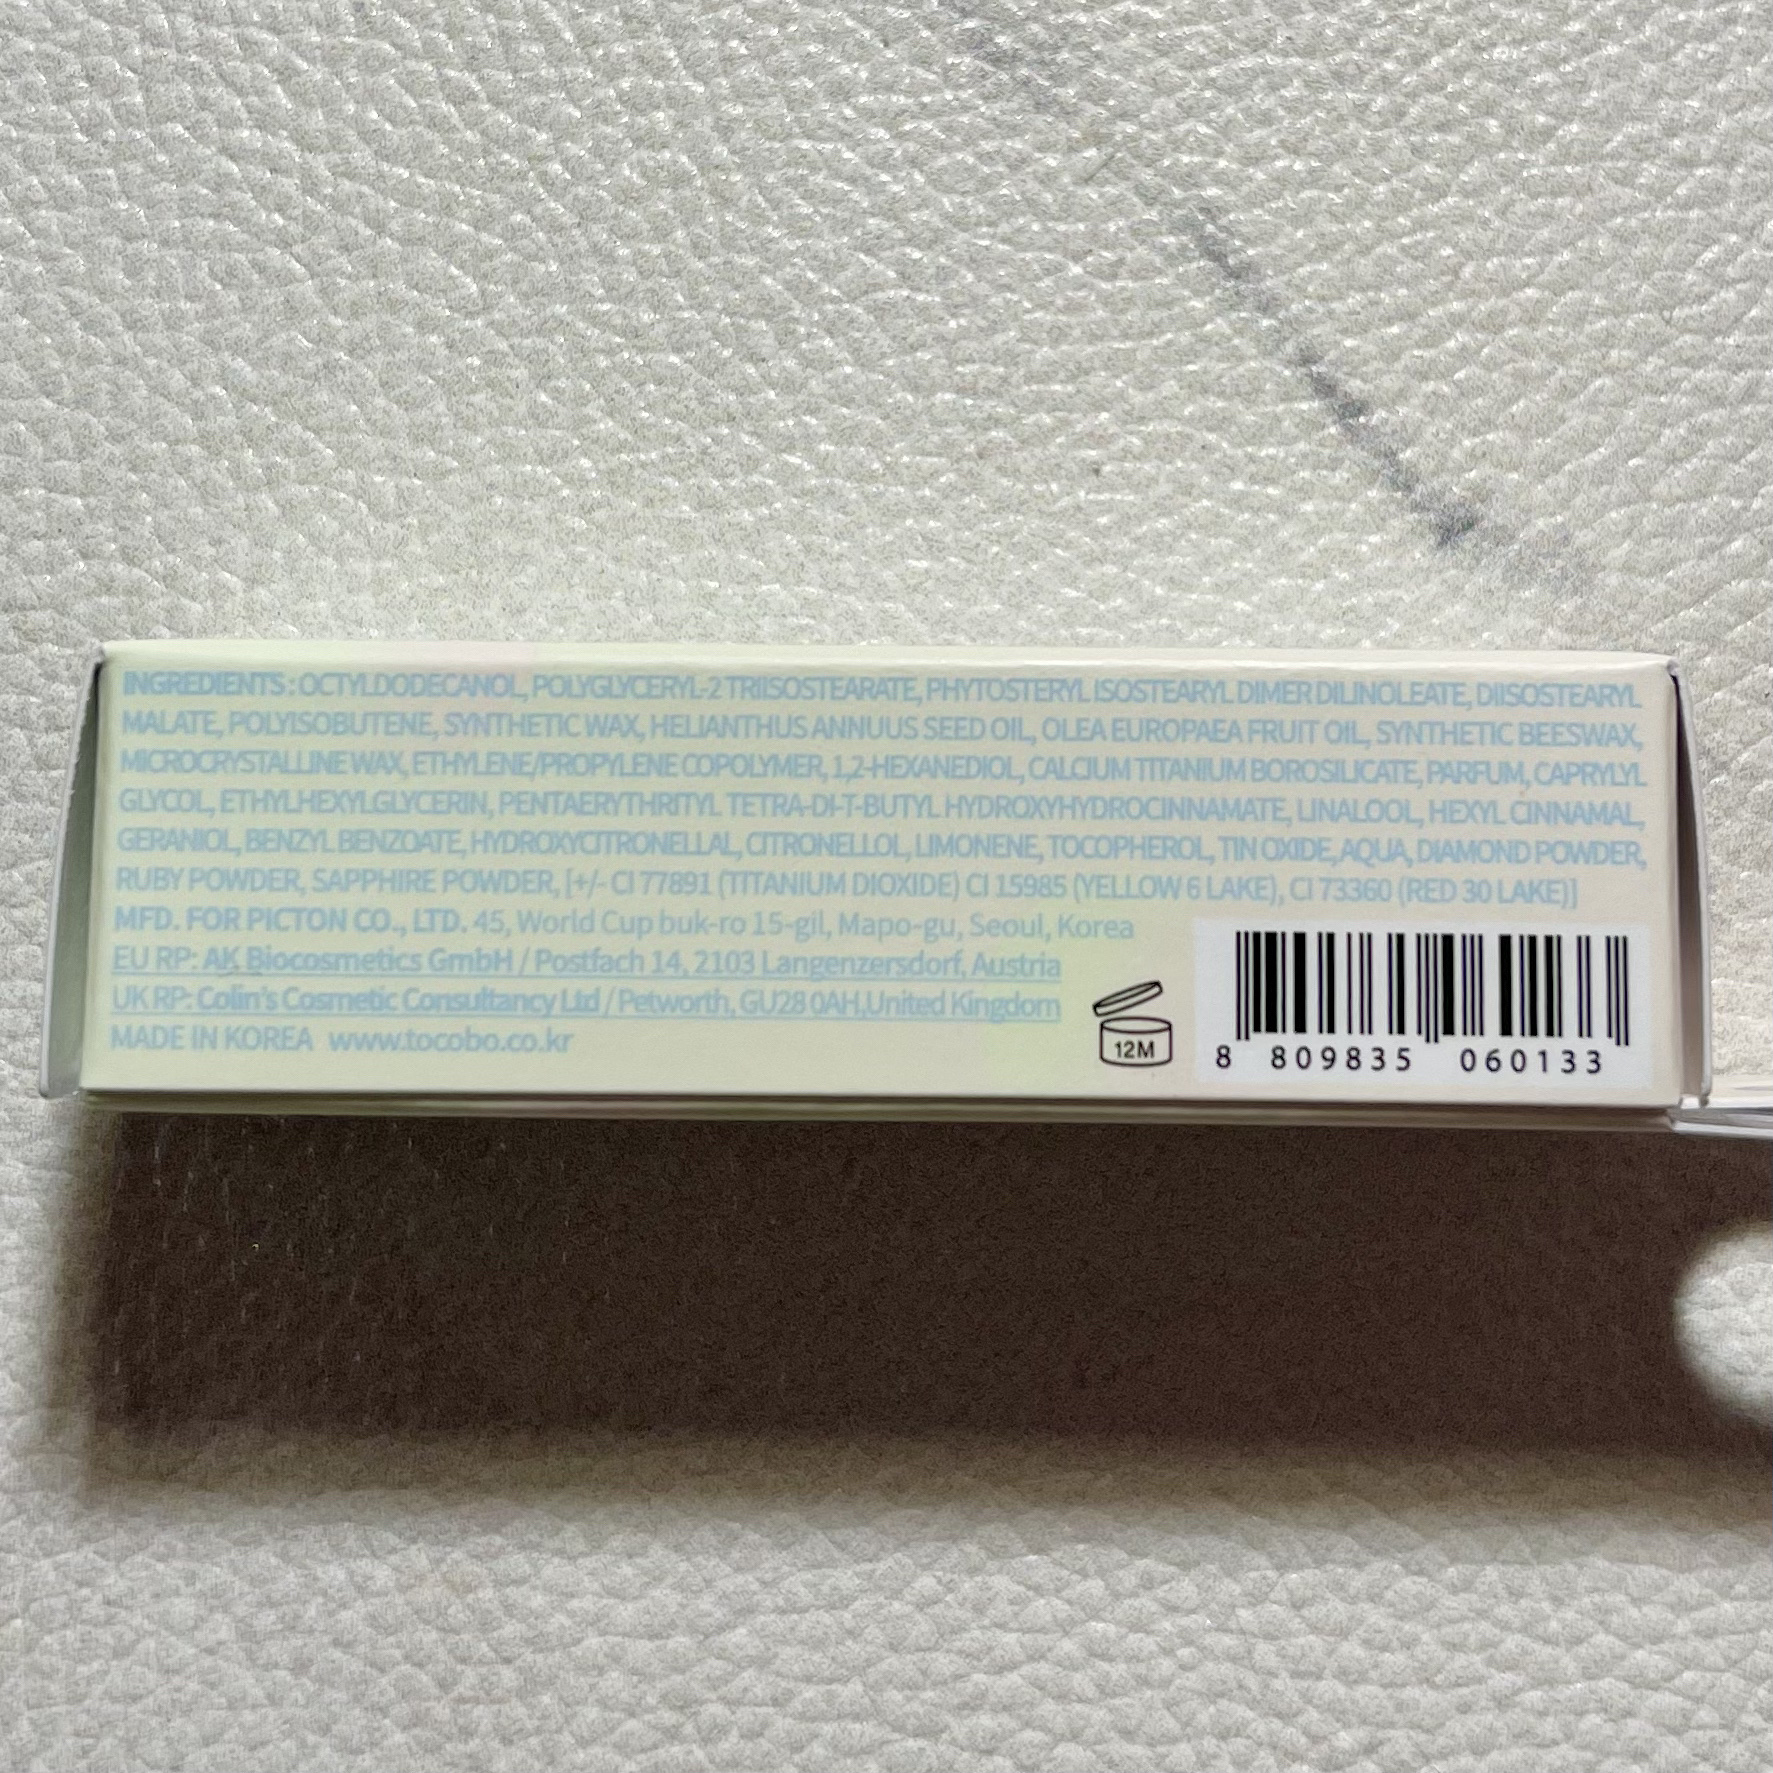 INGREDIENTS : OCTYLDODECANOL, POLYGLYCERYL-2 TRIISOSTEARATE, PHYTOSTERYL ISOSTEARYL DIMER DILINOLEATE, DIISOSTEARYL
MALATE, POLYISOBUTENE, SYNTHETIC WAX, HELIANTHUS ANNUUS SEED OIL, OLEA EUROPAEA FRUIT OIL, SYNTHETIC BEESWAX,
MICROCRYSTALLINE WAX, ETHYLENE/PROPYLENE COPOLYMER, 1,2-HEXANEDIOL, CALCIUM TITANIUM BOROSILICATE, PARFUM, CAPRYLYL
GLYCOL, ETHYLHEXYLGLYCERIN, PENTAERYTHRITYL TETRA-DI-T-BUTYL HYDROXYHYDROCINNAMATE, LINALOOL, HEXYL CINNAMAL,
GERANIOL, BENZYL BENZOATE, HYDROXYCITRONELLAL, CITRONELLOL, LIMONENE, TOCOPHEROL, TIN OXIDE, AQUA, DIAMOND POWDER,
RUBY POWDER, SAPPHIRE POWDER, [+/- CI 77891 (TITANIUM DIOXIDE) CI 15985 (YELLOW 6 LAKE), CI 73360 (RED 30 LAKE)]
MFD. FOR PICTON CO., LTD. 45, World Cup buk-ro 15-gil, Mapo-gu, Seoul, Korea
EU RP: AK Biocosmetics GmbH / Postfach 14, 2103 Langenzersdorf, Austria
UK RP: Colin's Cosmetic Consultancy Ltd / Petworth, GU28 0AH,United Kingdom
MADE IN KOREA www.tocobo.co.kr
12M
8 809835 060133